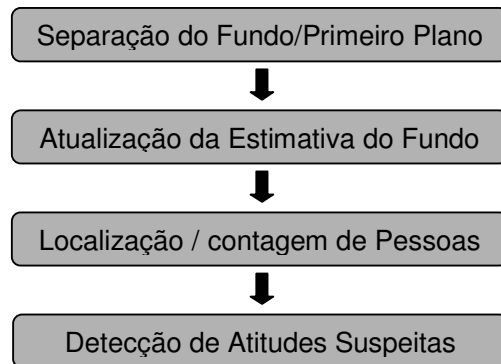 Separação do Fundo/Primeiro Plano
Atualização da Estimativa do Fundo
Localização / contagem de Pessoas
Detecção de Atitudes Suspeitas